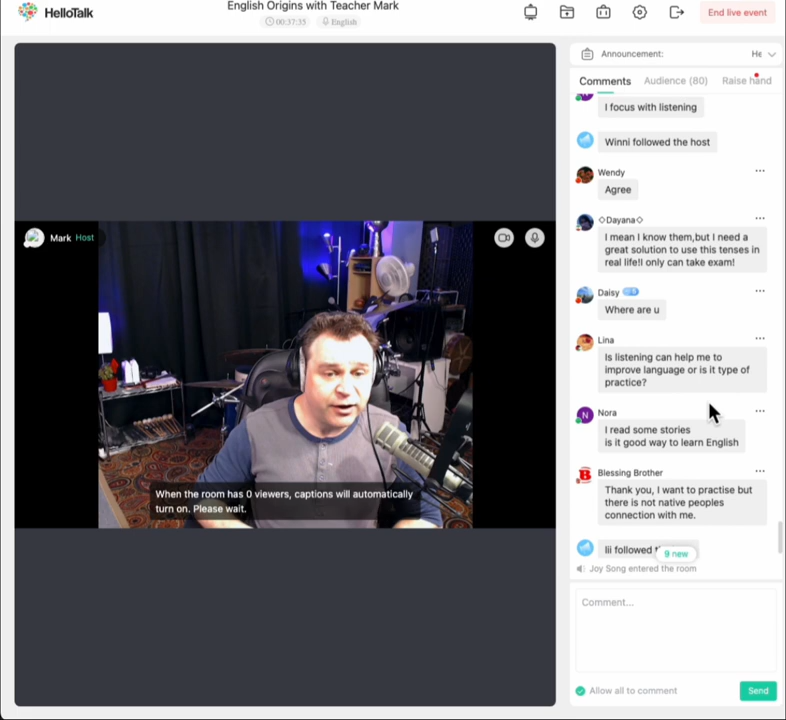 HelloTalk
English Origins with Teacher Mark
00:37:35
English
End live event
Mark Host
When the room has 0 viewers, captions will automatically
turn on. Please wait.
Announcement:
He
Comments
Audience (80)
Raise hand
I focus with listening
Winni followed the host
Wendy
Agree
◇Dayana◇
I mean I know them,but I need a
great solution to use this tenses in
real life!I only can take exam!
Daisy
Where are u
Lina
Is listening can help me to
improve language or is it type of
practice?
N
Nora
I read some stories
is it good way to learn English
Blessing Brother
Thank you, I want to practise but
there is not native peoples
connection with me.
Iii followed
9 new
Joy Song entered the room
Comment...
Allow all to comment
Send